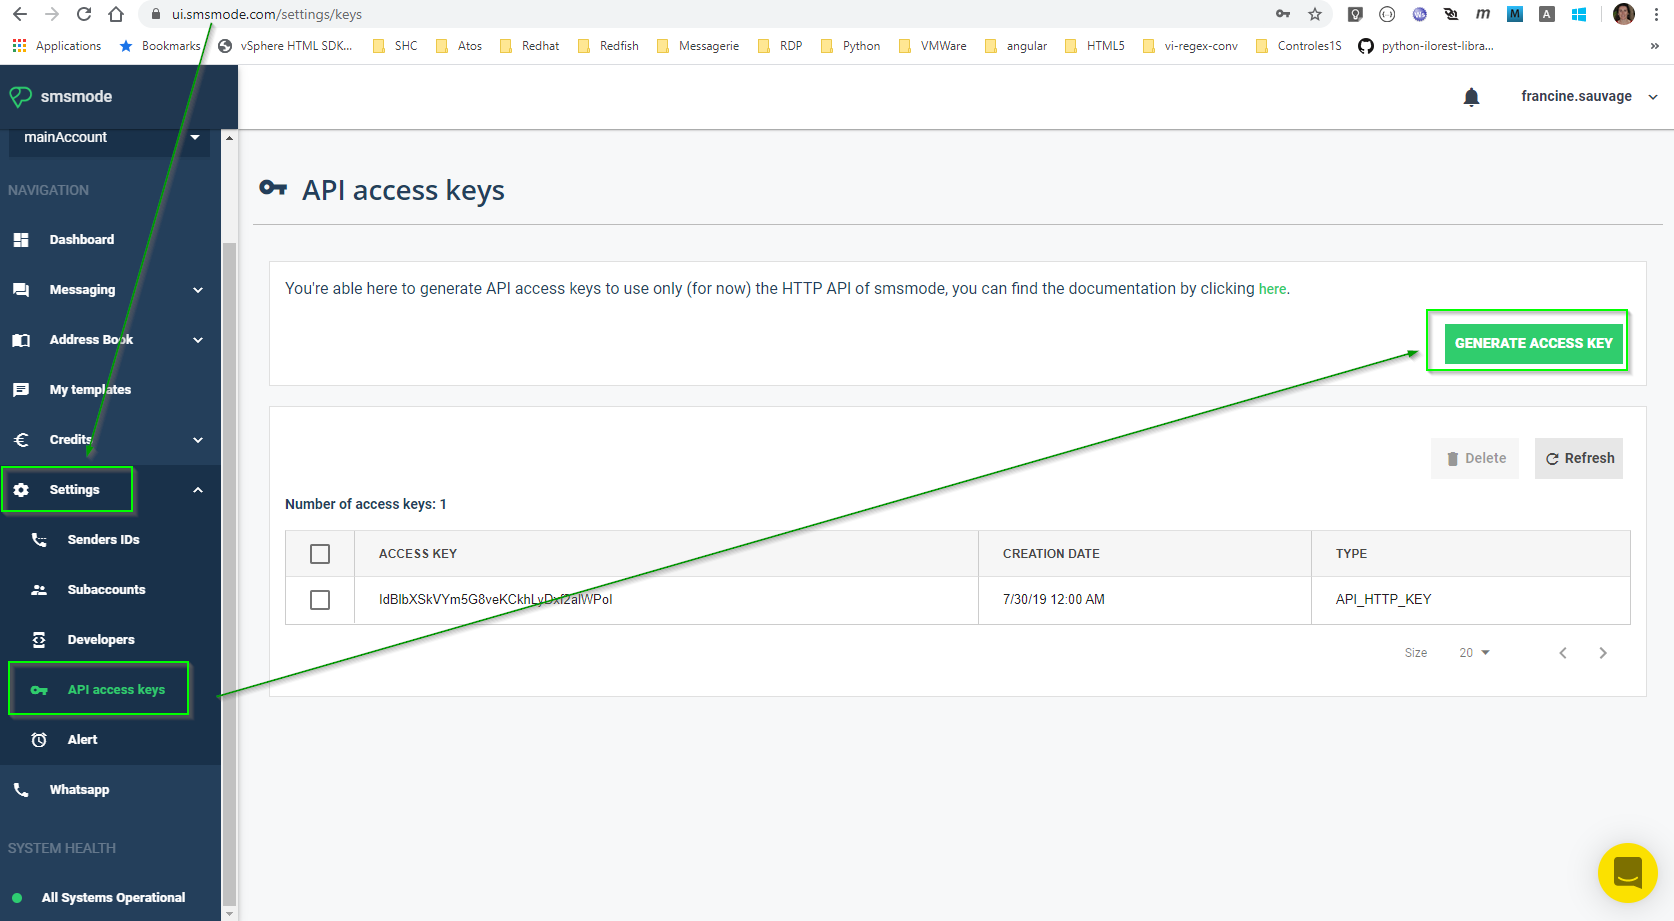 ui.smsmode.com/settings/keys
Applications Bookmarks vSphere HTML SDK... SHC Atos Redhat Redfish Messagerie RDP Python VMWare angular HTML5 vi-regex-conv Controles1S python-ilorest-libra... »
smsmode
francine.sauvage
mainAccount
NAVIGATION
Dashboard
Messaging
Address Book
My templates
Credits
Settings
Senders IDs
Subaccounts
Developers
API access keys
Alert
Whatsapp
SYSTEM HEALTH
All Systems Operational
API access keys
You're able here to generate API access keys to use only (for now) the HTTP API of smsmode, you can find the documentation by clicking here.
GENERATE ACCESS KEY
Delete Refresh
Number of access keys: 1
ACCESS KEY CREATION DATE TYPE
7/30/19 12:00 AM API_HTTP_KEY
Size 20